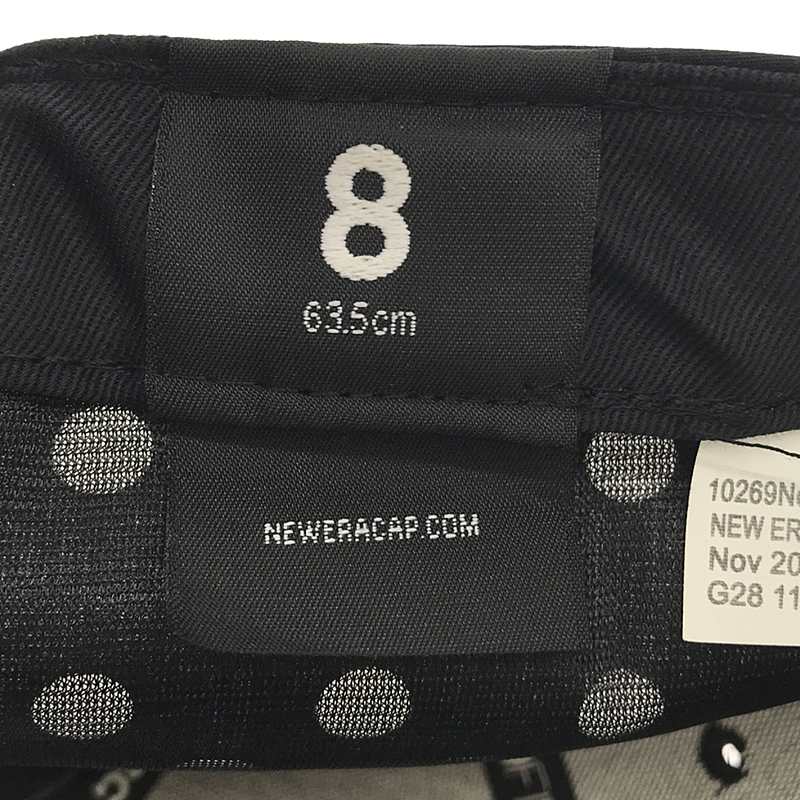 8
63.5cm
NEWERACAP.COM
10269N
NEW ER
Nov 20
G28 11